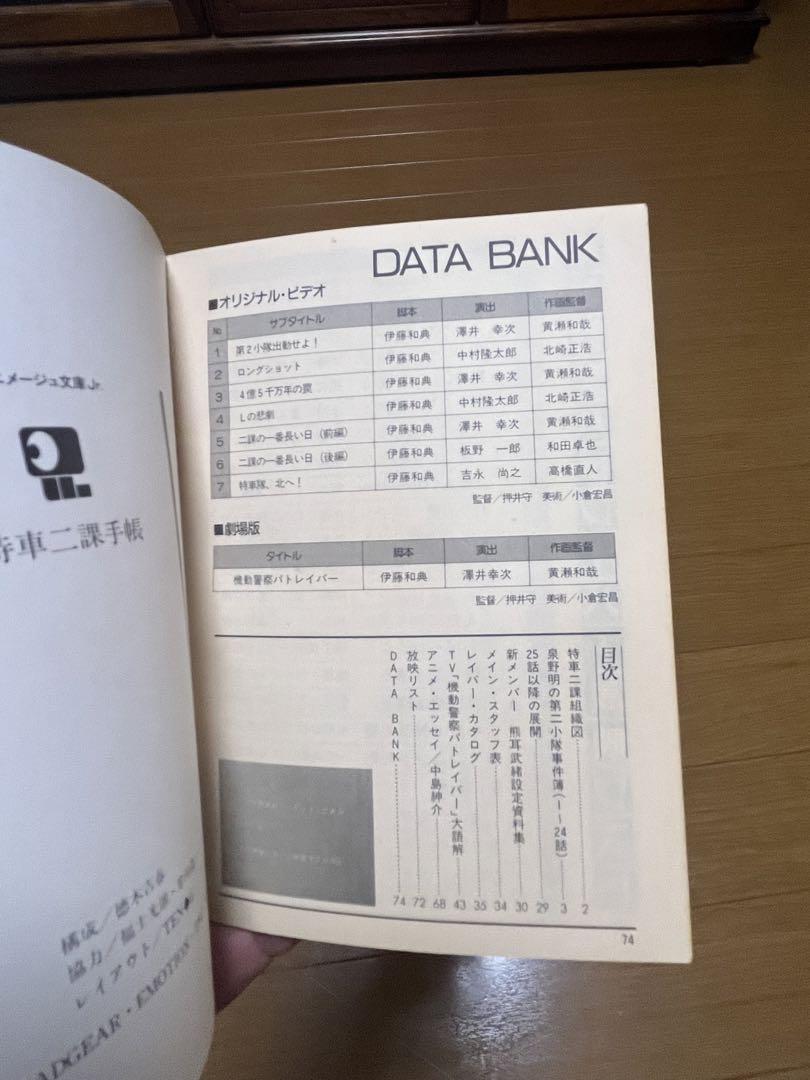 メージュ文庫Jr.
車二課手帳
構成／徳木吉春
協力／
レイアウト／TEN
ADGEAR・EMOTION
DATA BANK
■オリジナル・ビデオ
No サブタイトル 脚本 演出 作画監督
1 第2小隊出動せよ！ 伊藤和典 澤井 幸次 黄瀬和哉
2 ロングショット 伊藤和典 中村隆太郎 北崎正浩
3 4億5千万年の罠 伊藤和典 澤井 幸次 黄瀬和哉
4 Lの悲劇 伊藤和典 中村隆太郎 北崎正浩
5 二課の一番長い日（前編） 伊藤和典 澤井 幸次 黄瀬和哉
6 二課の一番長い日（後編） 伊藤和典 板野 一郎 和田卓也
7 特車隊、北へ！ 伊藤和典 吉永 尚之 高橋直人
監督／押井守 美術／小倉宏昌
■劇場版
タイトル 脚本 演出 作画監督
機動警察パトレイバー 伊藤和典 澤井幸次 黄瀬和哉
監督／押井守 美術／小倉宏昌
目次
特車二課組織図 2
泉野明の第二小隊事件簿（1〜24話） 3
25話以降の展開 29
新メンバー 熊耳武緒設定資料集 30
メイン・スタッフ表 34
レイバー・カタログ 35
TV「機動警察パトレイバー」大語解 43
アニメ・エッセイ／中島紳介 68
放映リスト 72
DATA BANK 74
74